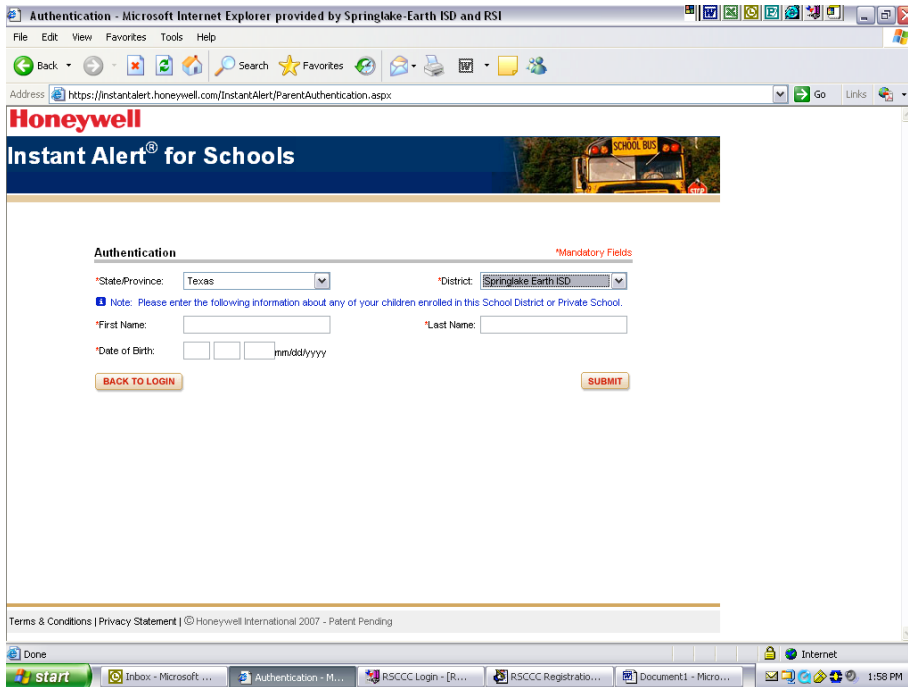 Authentication - Microsoft Internet Explorer provided by Springlake-Earth ISD and RSI
File Edit View Favorites Tools Help
Back Search Favorites
Address https://instantalert.honeywell.com/InstantAlert/ParentAuthentication.aspx Go Links
Honeywell
Instant Alert® for Schools
SCHOOL BUS
STOP
Authentication *Mandatory Fields
*State/Province: Texas *District: Springlake Earth ISD
Note: Please enter the following information about any of your children enrolled in this School District or Private School.
*First Name: *Last Name:
*Date of Birth: mm/dd/yyyy
BACK TO LOGIN SUBMIT
Terms & Conditions | Privacy Statement | © Honeywell International 2007 - Patent Pending
Done Internet
start Inbox - Microsoft ... Authentication - M... RSCCC Login - [R... RSCCC Registratio... Document1 - Micro... 1:58 PM